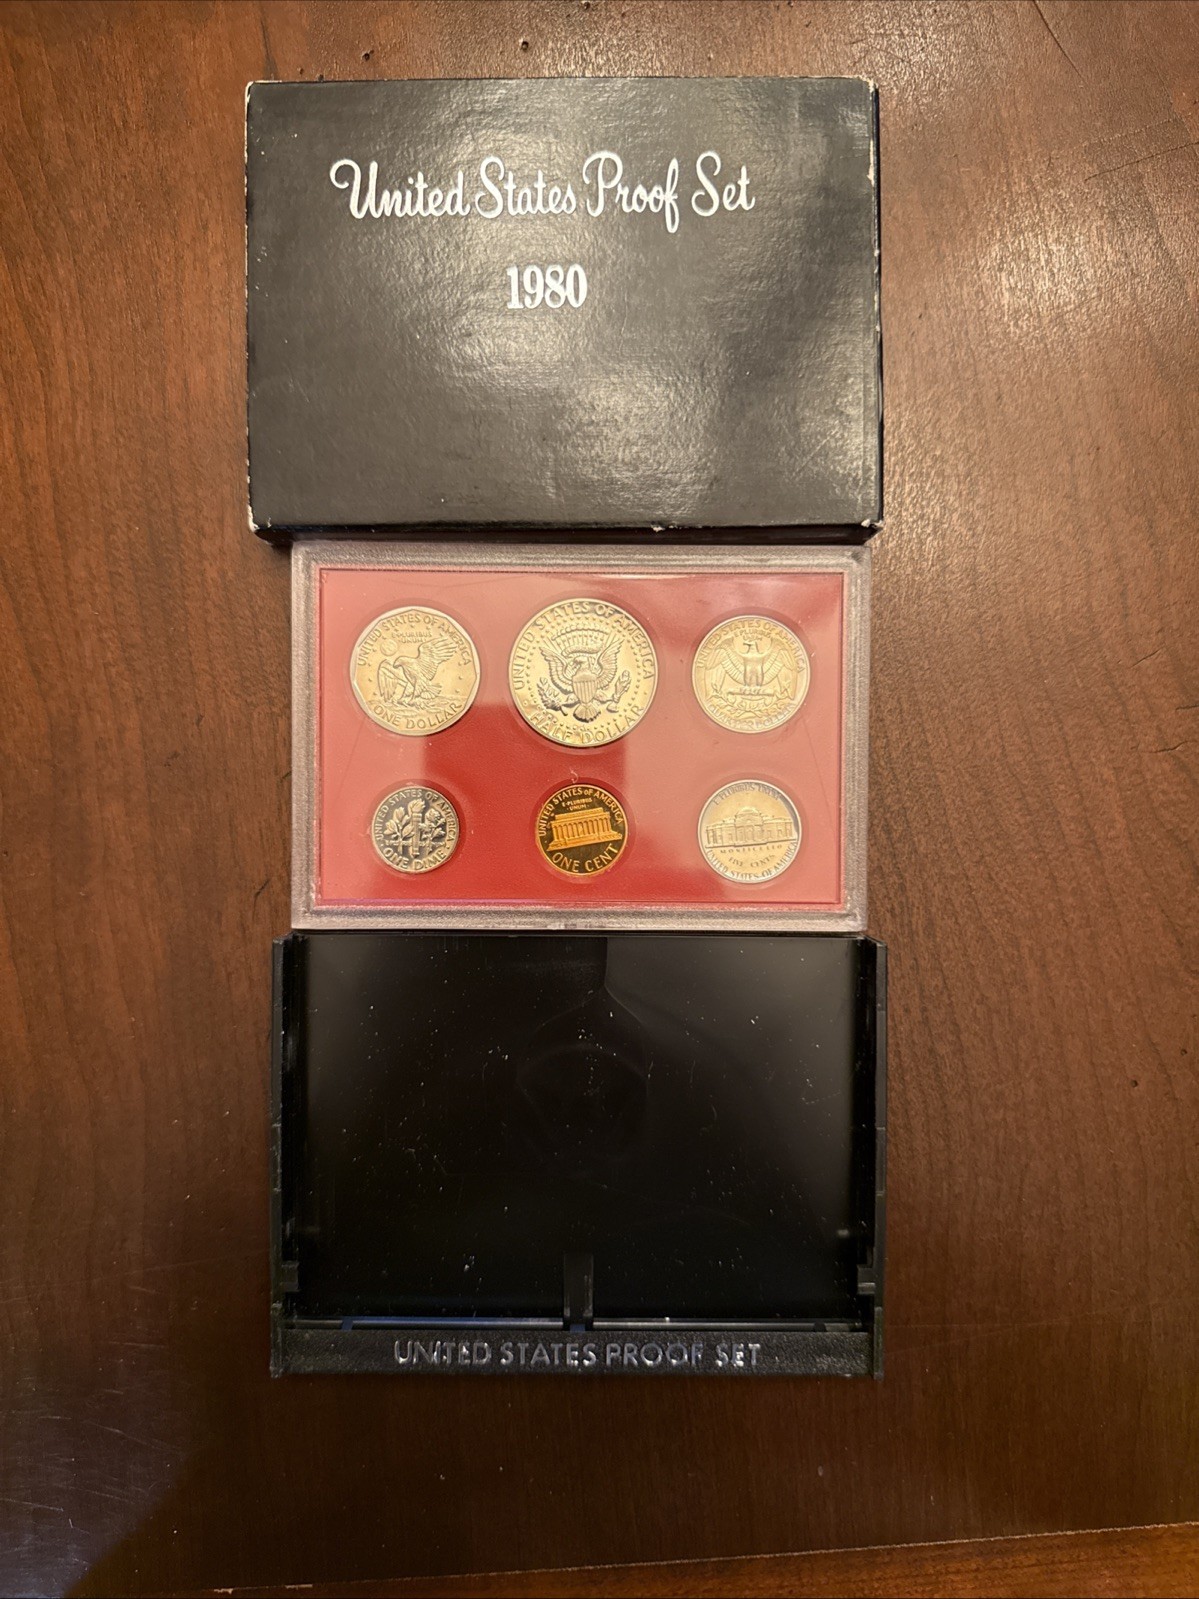 United States Proof Set
1980
UNITED STATES OF AMERICA
E PLURIBUS
UNUM
ONE DOLLAR
UNITED STATES OF AMERICA
HALF DOLLAR
UNITED STATES OF AMERICA
UNITED STATES OF AMERICA
ONE DIME
UNITED STATES OF AMERICA
E·PLURIBUS
·UNUM·
ONE CENT
E PLURIBUS UNUM
MONTICELLO
FIVE CENTS
UNITED STATES OF AMERICA
UNITED STATES PROOF SET